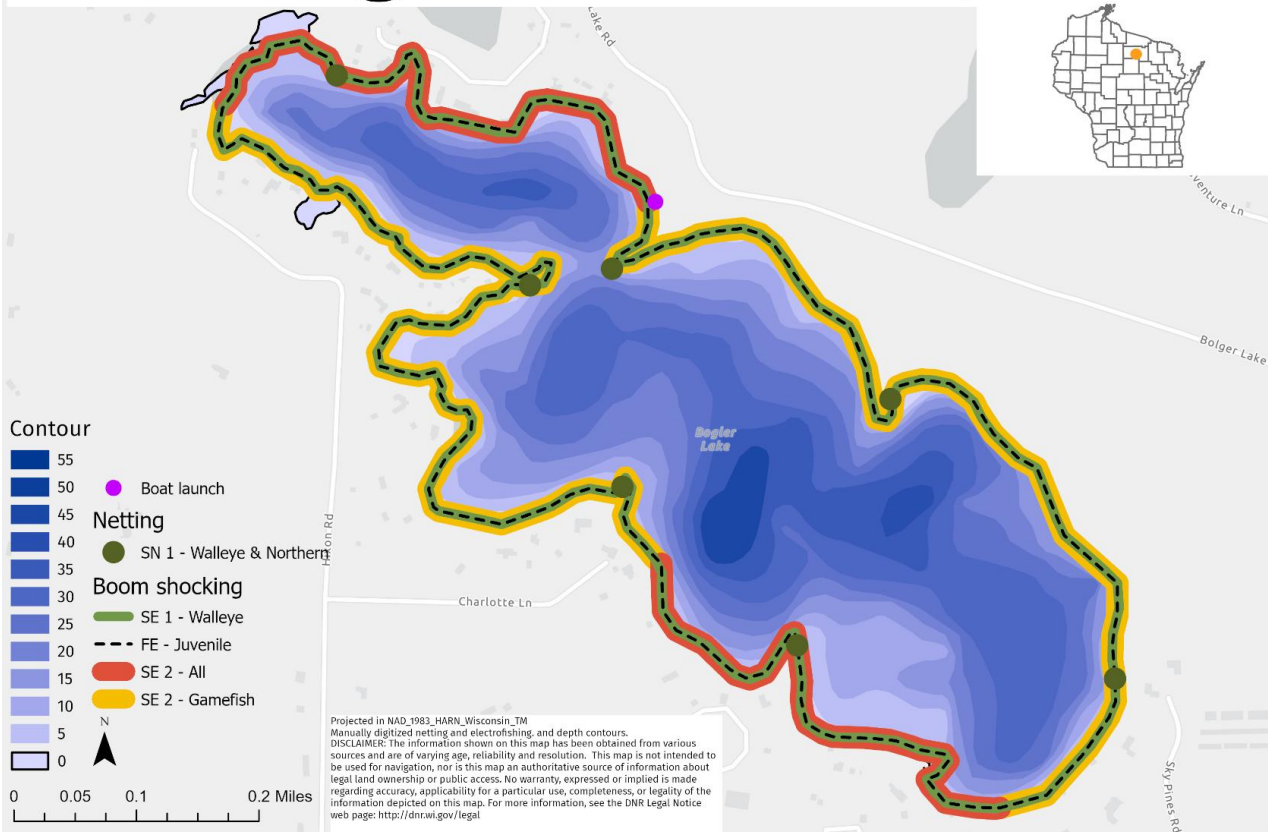 Lake Rd
venture Ln
Bolger Lake
Bogler
Lake
Contour
55
50
45
40
35
30
25
20
15
10
5
0
Boat launch
Netting
SN 1 - Walleye & Northern
Boom shocking
SE 1 - Walleye
FE - Juvenile
SE 2 - All
SE 2 - Gamefish
N
0 0.05 0.1 0.2 Miles
Charlotte Ln
Sky Pines Rd
Projected in NAD_1983_HARN_Wisconsin_TM
Manually digitized netting and electrofishing. and depth contours.
DISCLAIMER: The information shown on this map has been obtained from various
sources and are of varying age, reliability and resolution. This map is not intended to
be used for navigation, nor is this map an authoritative source of information about
legal land ownership or public access. No warranty, expressed or implied is made
regarding accuracy, applicability for a particular use, completeness, or legality of the
information depicted on this map. For more information, see the DNR Legal Notice
web page: http://dnr.wi.gov/legal